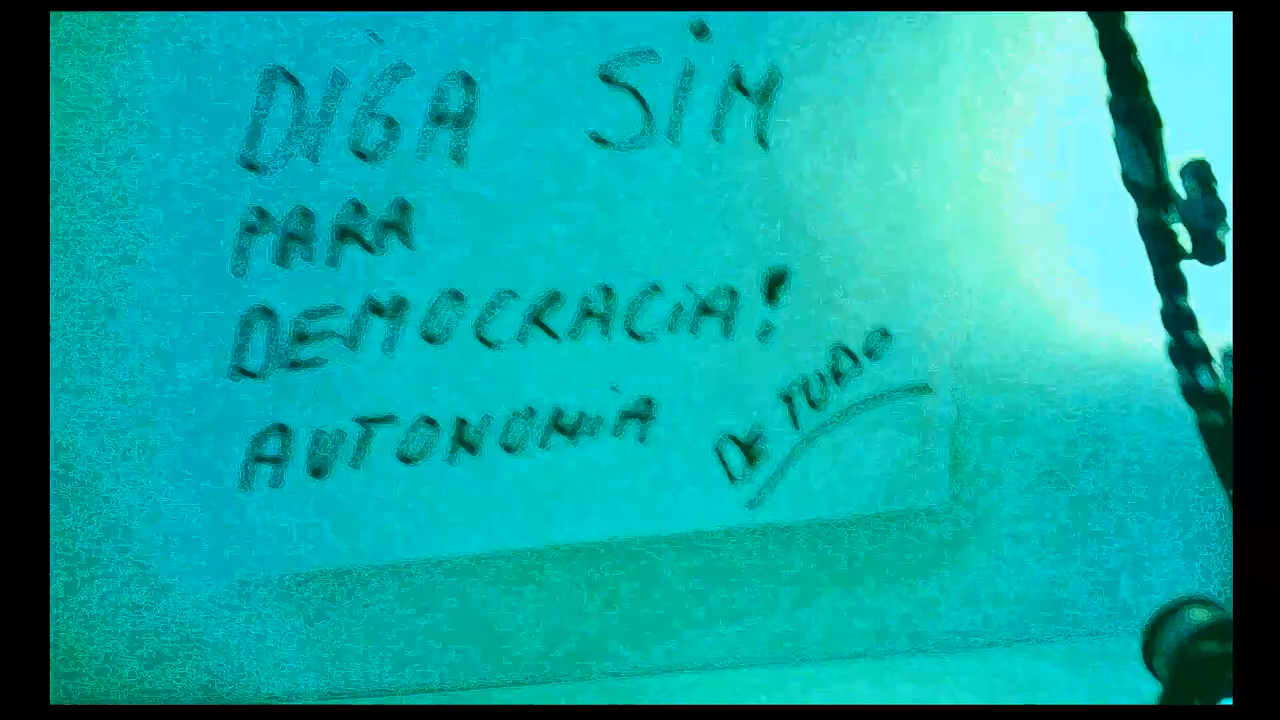 DIGA SIM
PARA
DEMOCRACIA!
AUTONOMIA
DE TUDO